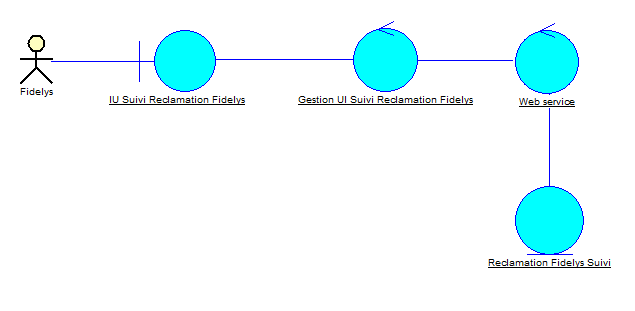 Fidelys
IU Suivi Reclamation Fidelys
Gestion UI Suivi Reclamation Fidelys
Web service
Reclamation Fidelys Suivi